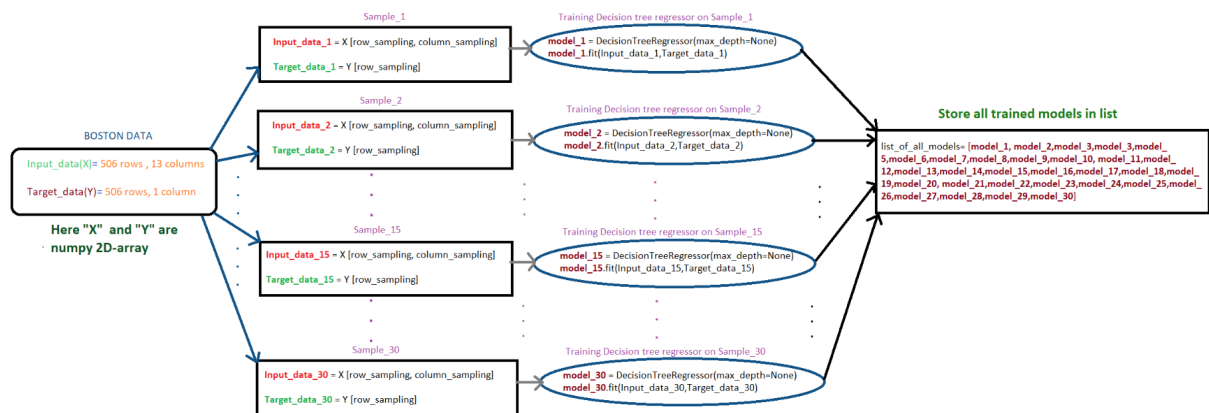 BOSTON DATA
Input_data(X)= 506 rows , 13 columns
Target_data(Y)= 506 rows, 1 column
Here "X" and "Y" are
numpy 2D-array
Sample_1
Input_data_1 = X [row_sampling, column_sampling]
Target_data_1 = Y [row_sampling]
Training Decision tree regressor on Sample_1
model_1 = DecisionTreeRegressor(max_depth=None)
model_1.fit(Input_data_1,Target_data_1)
Sample_2
Input_data_2 = X [row_sampling, column_sampling]
Target_data_2 = Y [row_sampling]
Training Decision tree regressor on Sample_2
model_2 = DecisionTreeRegressor(max_depth=None)
model_2.fit(Input_data_2,Target_data_2)
Sample_15
Input_data_15 = X [row_sampling, column_sampling]
Target_data_15 = Y [row_sampling]
Training Decision tree regressor on Sample_15
model_15 = DecisionTreeRegressor(max_depth=None)
model_15.fit(Input_data_15,Target_data_15)
Sample_30
Input_data_30 = X [row_sampling, column_sampling]
Target_data_30 = Y [row_sampling]
Training Decision tree regressor on Sample_30
model_30 = DecisionTreeRegressor(max_depth=None)
model_30.fit(Input_data_30,Target_data_30)
Store all trained models in list
list_of_all_models= [model_1, model_2,model_3,model_3,model_
5,model_6,model_7,model_8,model_9,model_10, model_11,model_
12,model_13,model_14,model_15,model_16,model_17,model_18,model_
19,model_20, model_21,model_22,model_23,model_24,model_25,model_
26,model_27,model_28,model_29,model_30]